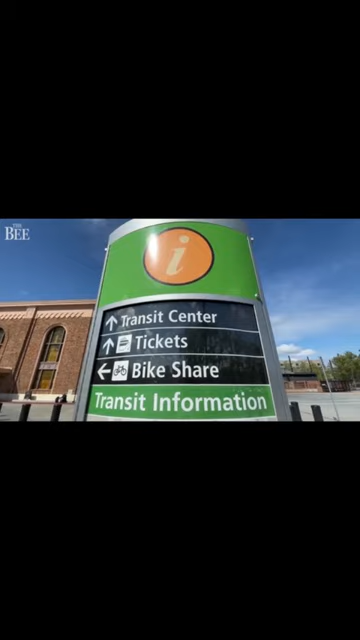 THE
BEE
i
Transit Center
Tickets
Bike Share
Transit Information